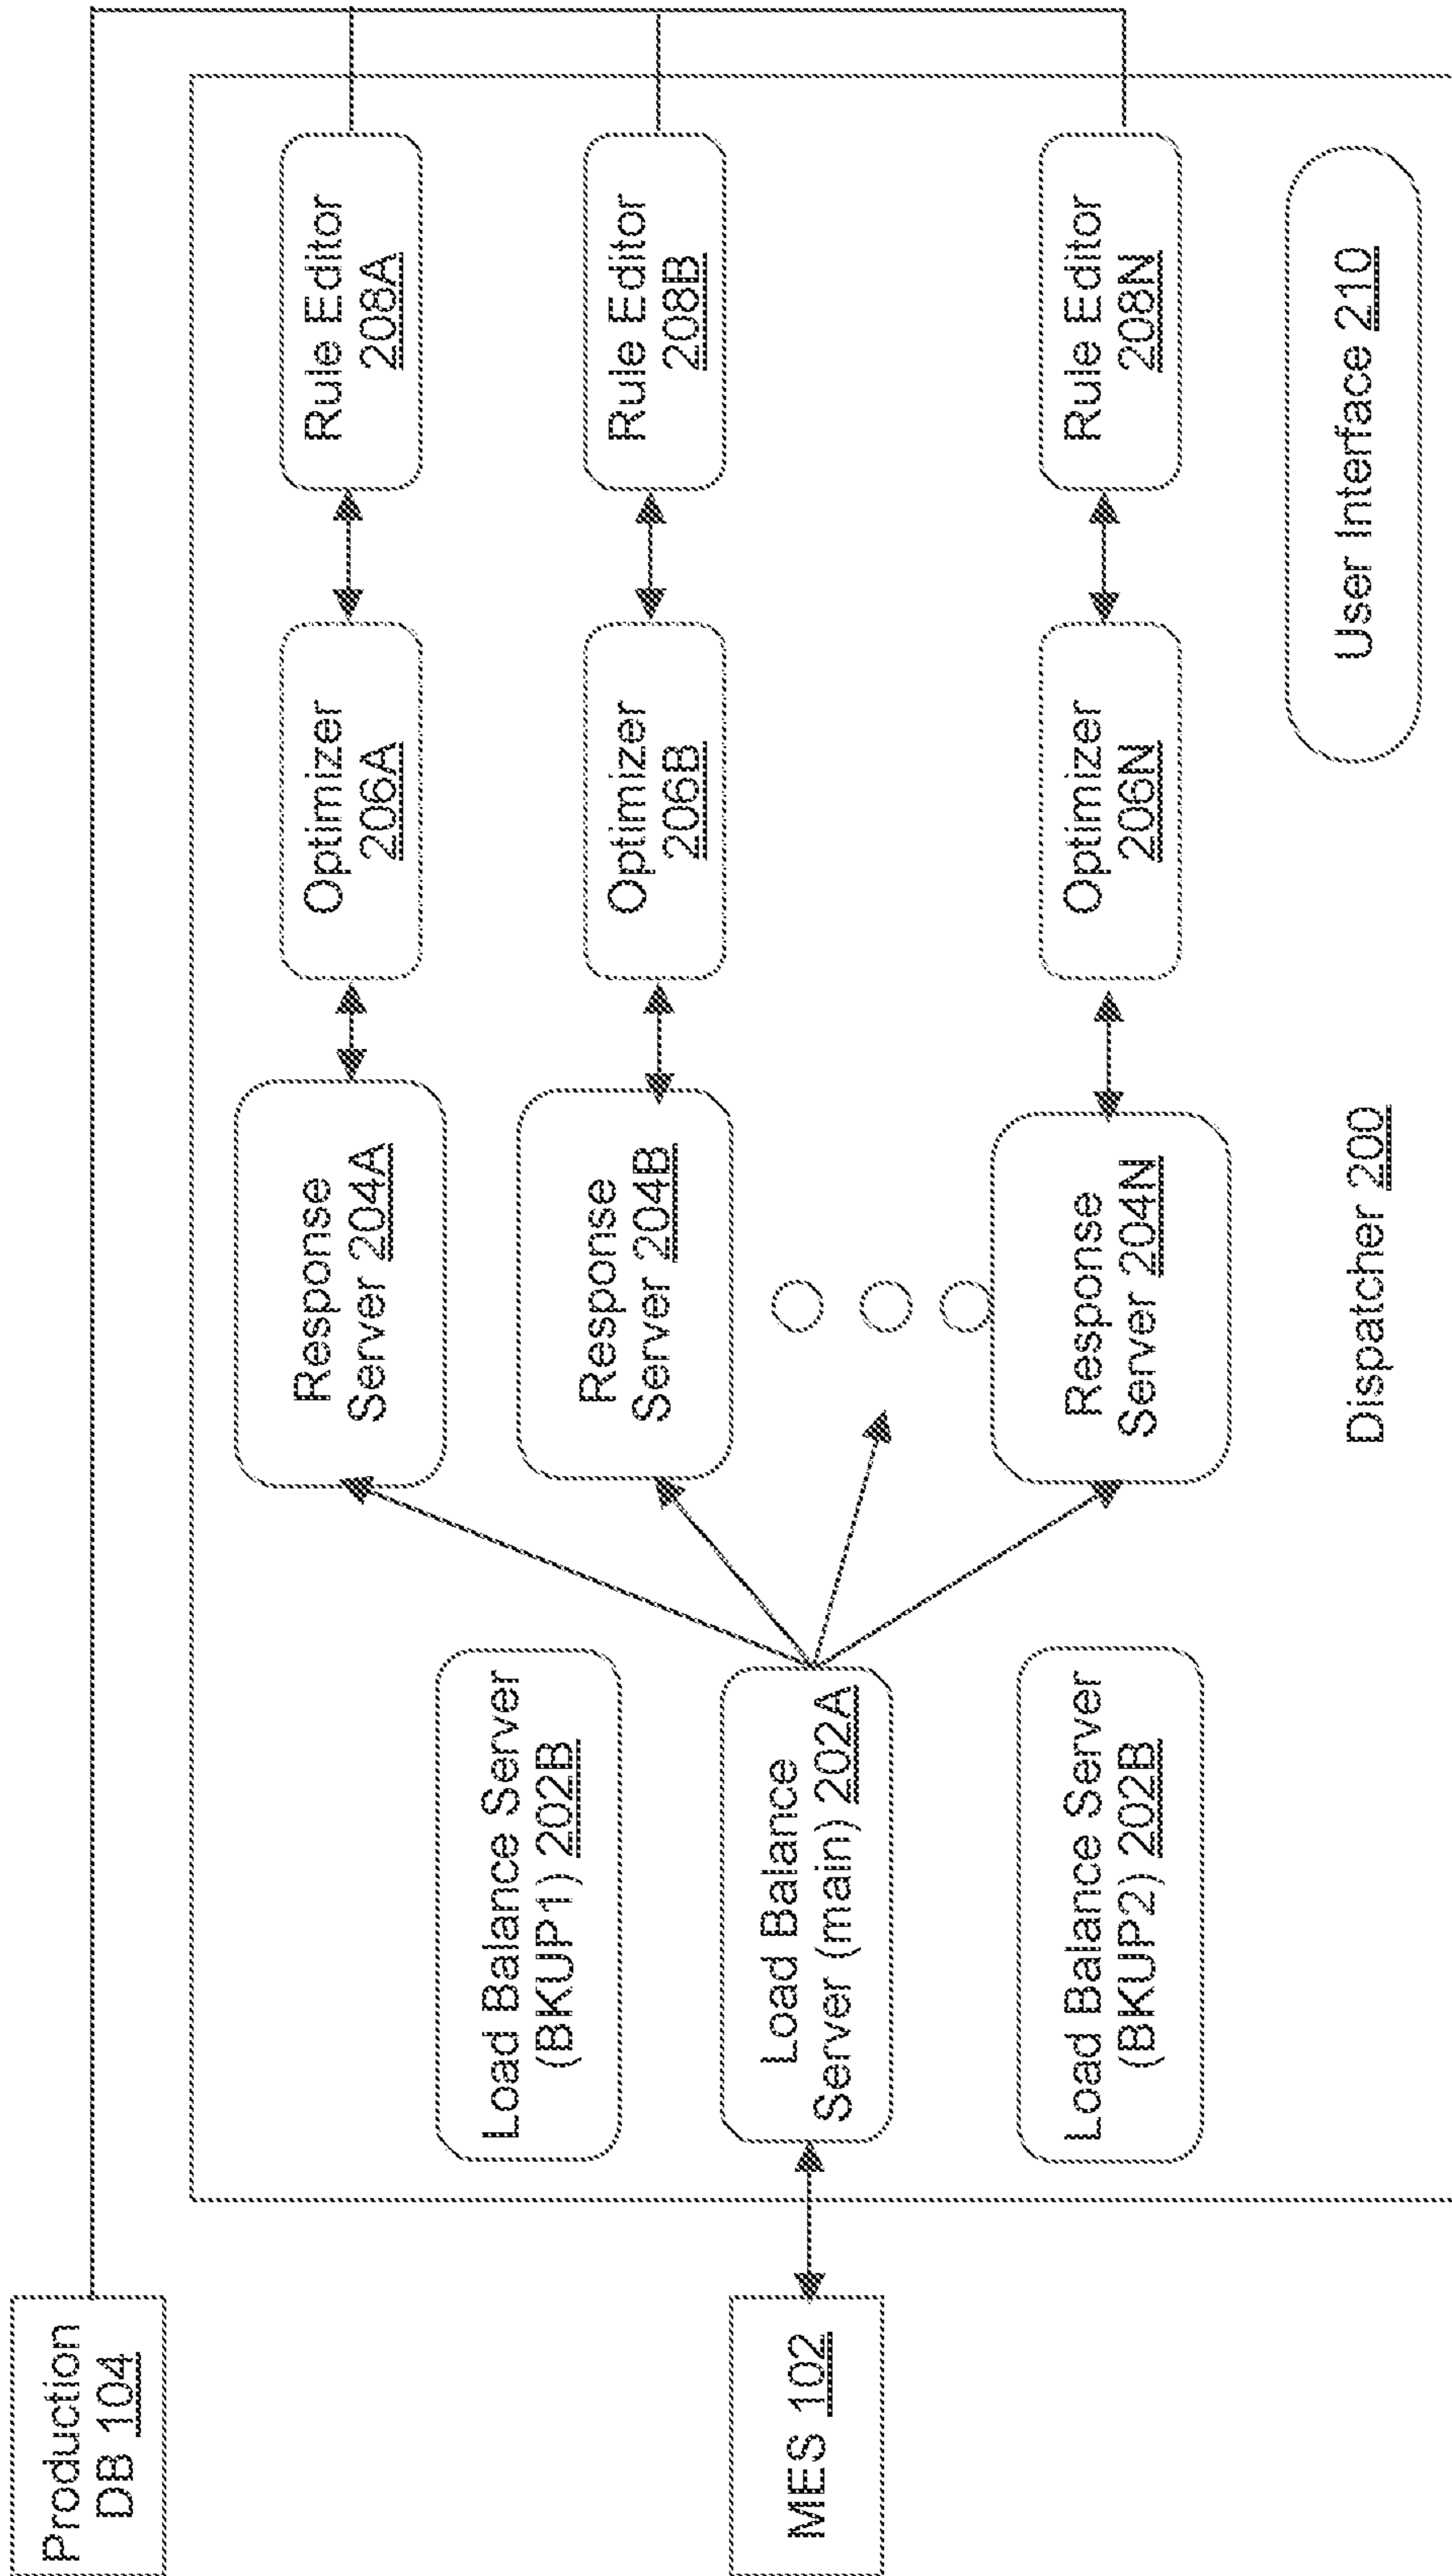 Production
DB 104
MES 102
Load Balance Server
(BKUP1) 202B
Load Balance
Server (main) 202A
Load Balance Server
(BKUP2) 202B
Response
Server 204A
Response
Server 204B
Response
Server 204N
Dispatcher 200
Optimizer
206A
Optimizer
206B
Optimizer
206N
Rule Editor
208A
Rule Editor
208B
Rule Editor
208N
User Interface 210